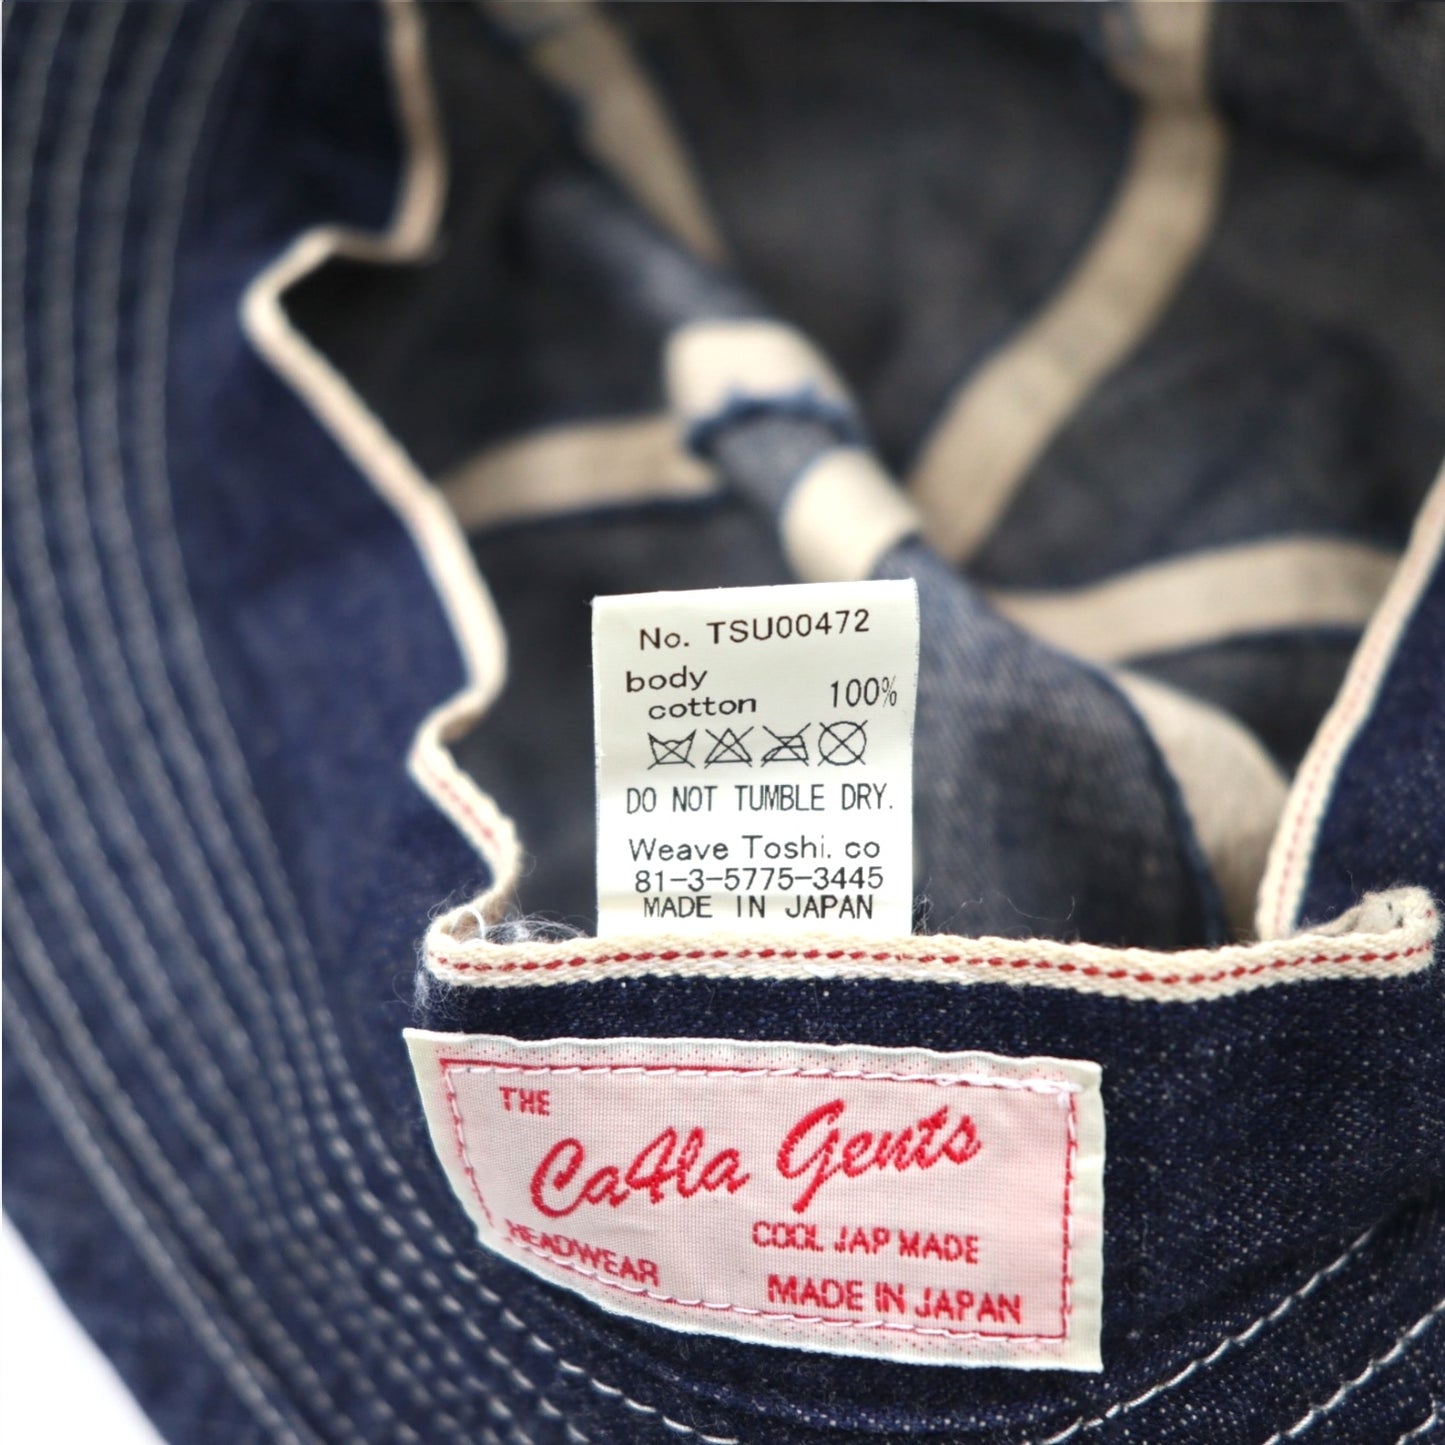 No. TSU00472
body
cotton 100%
DO NOT TUMBLE DRY.
Weave Toshi. co
81-3-5775-3445
MADE IN JAPAN
THE
Ca4la Gents
HEADWEAR
COOL JAP MADE
MADE IN JAPAN